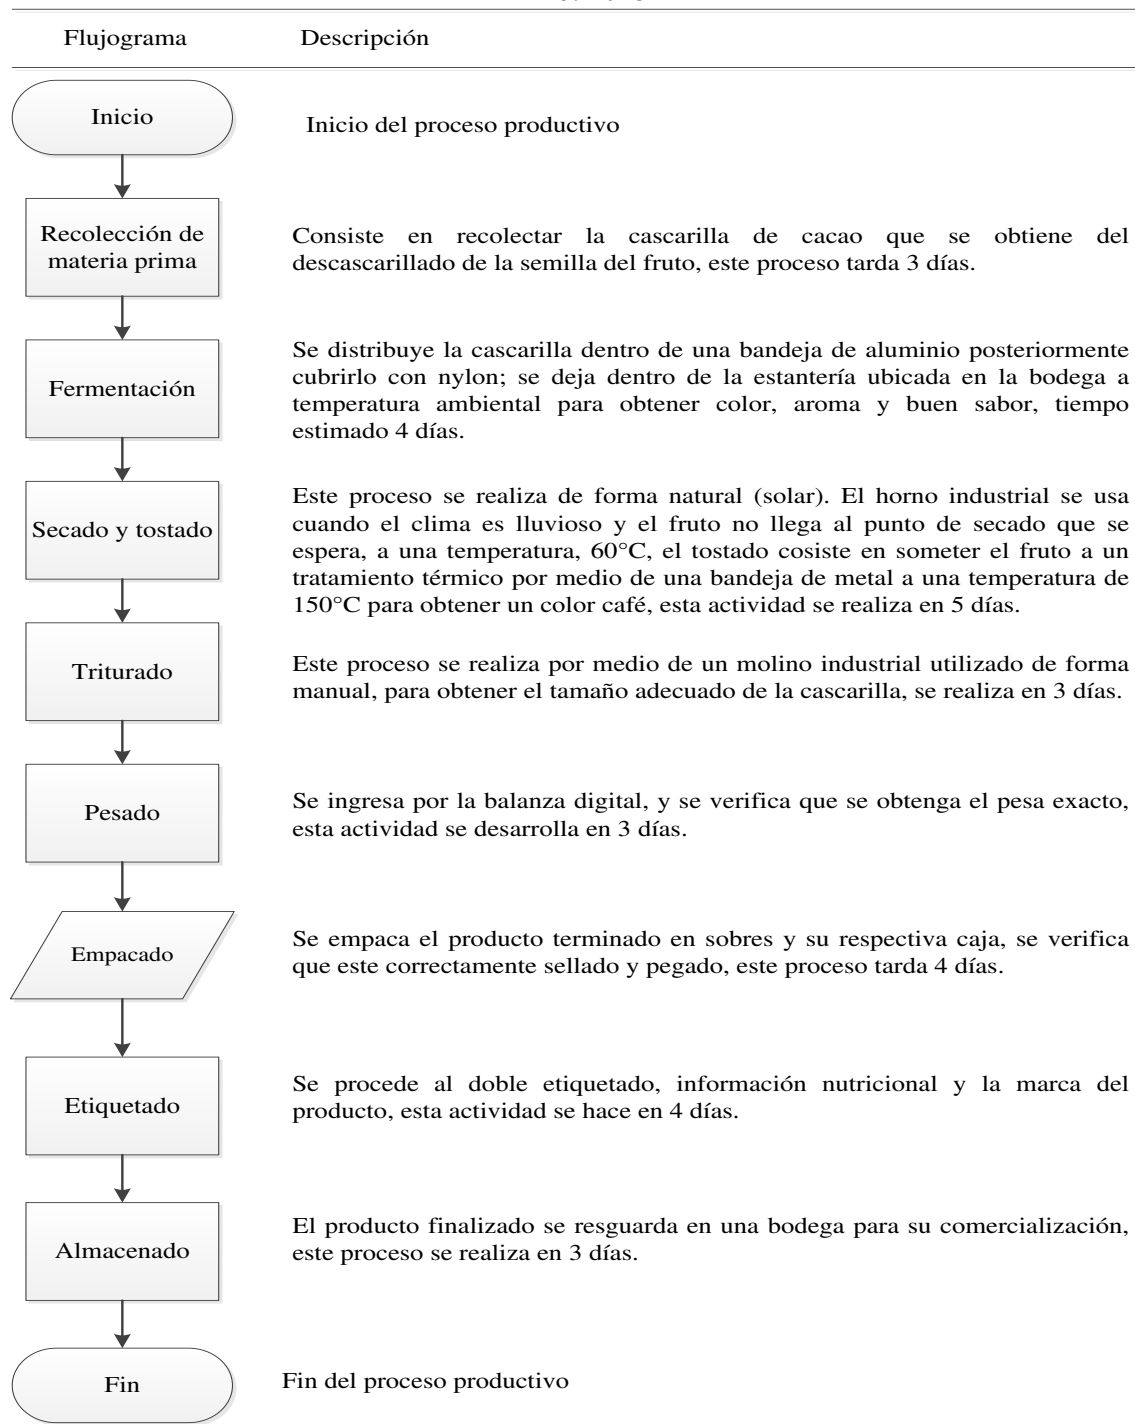 Flujograma Descripción
Inicio
Inicio del proceso productivo
Recolección de
materia prima
Consiste en recolectar la cascarilla de cacao que se obtiene del
descascarillado de la semilla del fruto, este proceso tarda 3 días.
Fermentación
Se distribuye la cascarilla dentro de una bandeja de aluminio posteriormente
cubrirlo con nylon; se deja dentro de la estantería ubicada en la bodega a
temperatura ambiental para obtener color, aroma y buen sabor, tiempo
estimado 4 días.
Secado y tostado
Este proceso se realiza de forma natural (solar). El horno industrial se usa
cuando el clima es lluvioso y el fruto no llega al punto de secado que se
espera, a una temperatura, 60°C, el tostado cosiste en someter el fruto a un
tratamiento térmico por medio de una bandeja de metal a una temperatura de
150°C para obtener un color café, esta actividad se realiza en 5 días.
Triturado
Este proceso se realiza por medio de un molino industrial utilizado de forma
manual, para obtener el tamaño adecuado de la cascarilla, se realiza en 3 días.
Pesado
Se ingresa por la balanza digital, y se verifica que se obtenga el pesa exacto,
esta actividad se desarrolla en 3 días.
Empacado
Se empaca el producto terminado en sobres y su respectiva caja, se verifica
que este correctamente sellado y pegado, este proceso tarda 4 días.
Etiquetado
Se procede al doble etiquetado, información nutricional y la marca del
producto, esta actividad se hace en 4 días.
Almacenado
El producto finalizado se resguarda en una bodega para su comercialización,
este proceso se realiza en 3 días.
Fin
Fin del proceso productivo